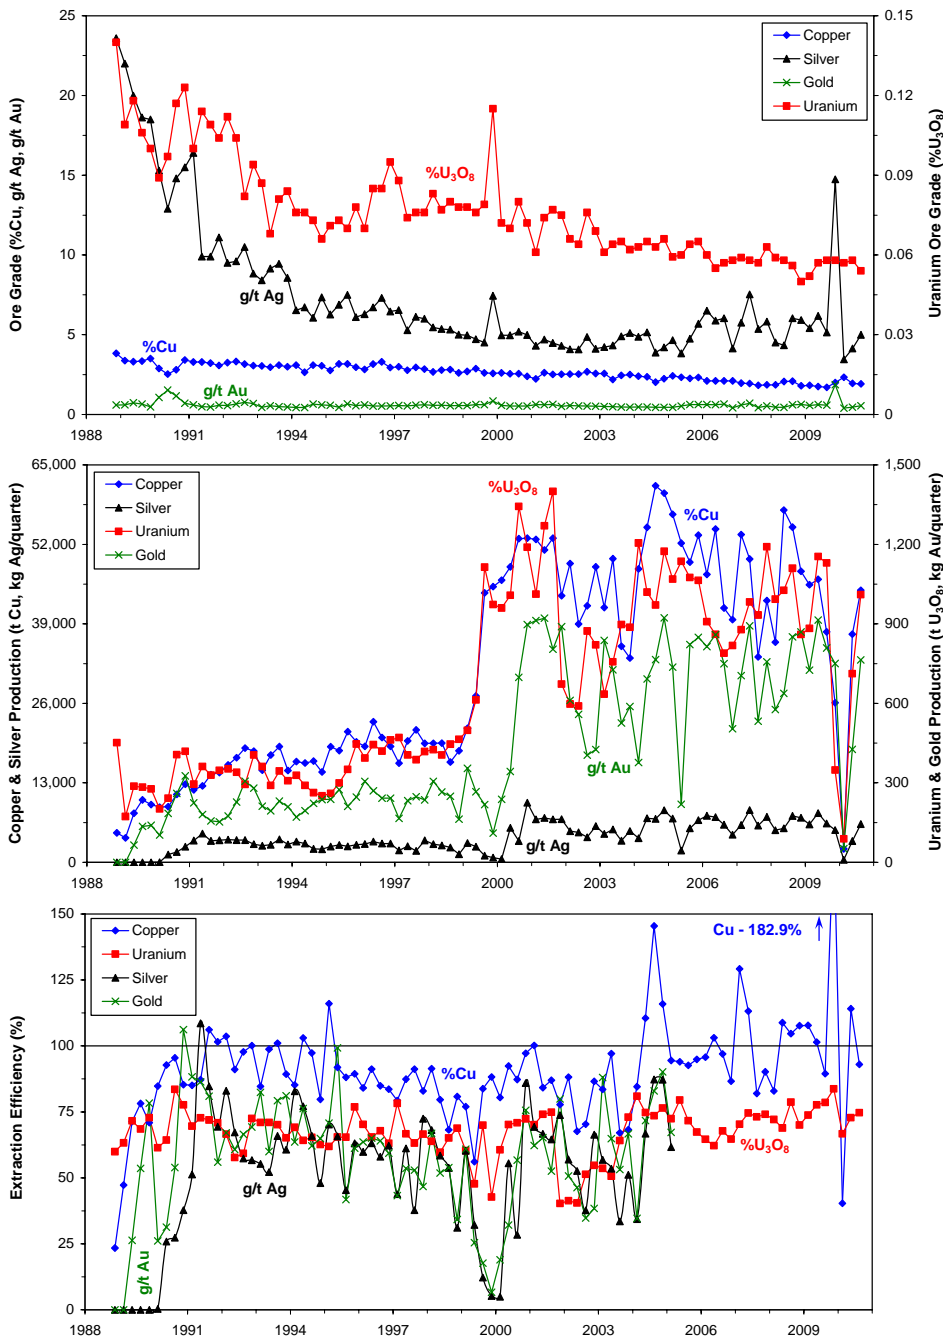 25
20
15
10
5
0
0.15
0.12
0.09
0.06
0.03
0.00
Ore Grade (%Cu, g/t Ag, g/t Au)
Uranium Ore Grade (%U₃O₈)
Copper
Silver
Gold
Uranium
%U₃O₈
g/t Ag
%Cu
g/t Au
1988 1991 1994 1997 2000 2003 2006 2009
65,000
52,000
39,000
26,000
13,000
0
1,500
1,200
900
600
300
0
Copper & Silver Production (t Cu, kg Ag/quarter)
Uranium & Gold Production (t U₃O₈, kg Au/quarter)
Copper
Silver
Uranium
Gold
%U₃O₈
%Cu
g/t Au
g/t Ag
1988 1991 1994 1997 2000 2003 2006 2009
150
125
100
75
50
25
0
Extraction Efficiency (%)
Copper
Uranium
Silver
Gold
Cu - 182.9%
%Cu
%U₃O₈
g/t Ag
g/t Au
1988 1991 1994 1997 2000 2003 2006 2009